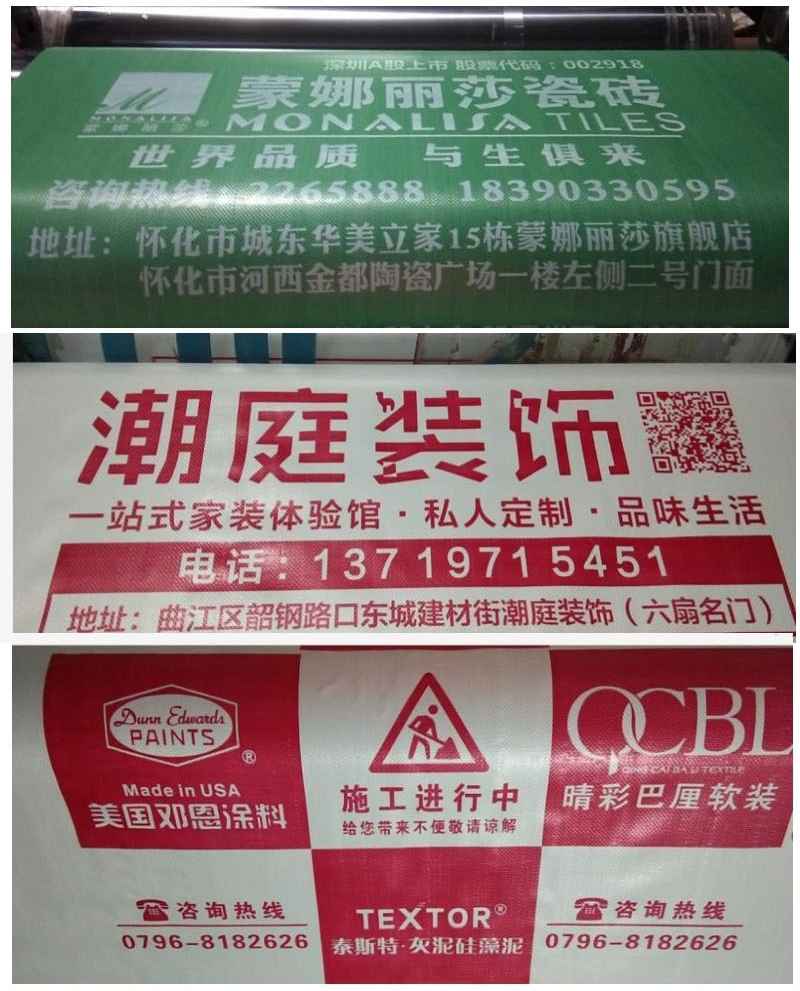 深圳A股上市 股票代码：002918
M
MONALISA
蒙娜丽莎®
蒙娜丽莎瓷砖
MONALISA TILES
世界品质 与生俱来
咨询热线：2265888 18390330595
地址：怀化市城东华美立家15栋蒙娜丽莎旗舰店
怀化市河西金都陶瓷广场一楼左侧二号门面
潮庭装饰
一站式家装体验馆·私人定制·品味生活
电话：137 1971 5451
地址：曲江区韶钢路口东城建材街潮庭装饰（六扇名门）
Dunn Edwards
PAINTS
®
Made in USA
美国邓恩涂料
施工进行中
给您带来不便敬请谅解
QCBL
QING CAI BA LI TEXTILE
晴彩巴厘软装
咨询热线
0796-8182626
TEXTOR®
泰斯特·灰泥硅藻泥
咨询热线
0796-8182626